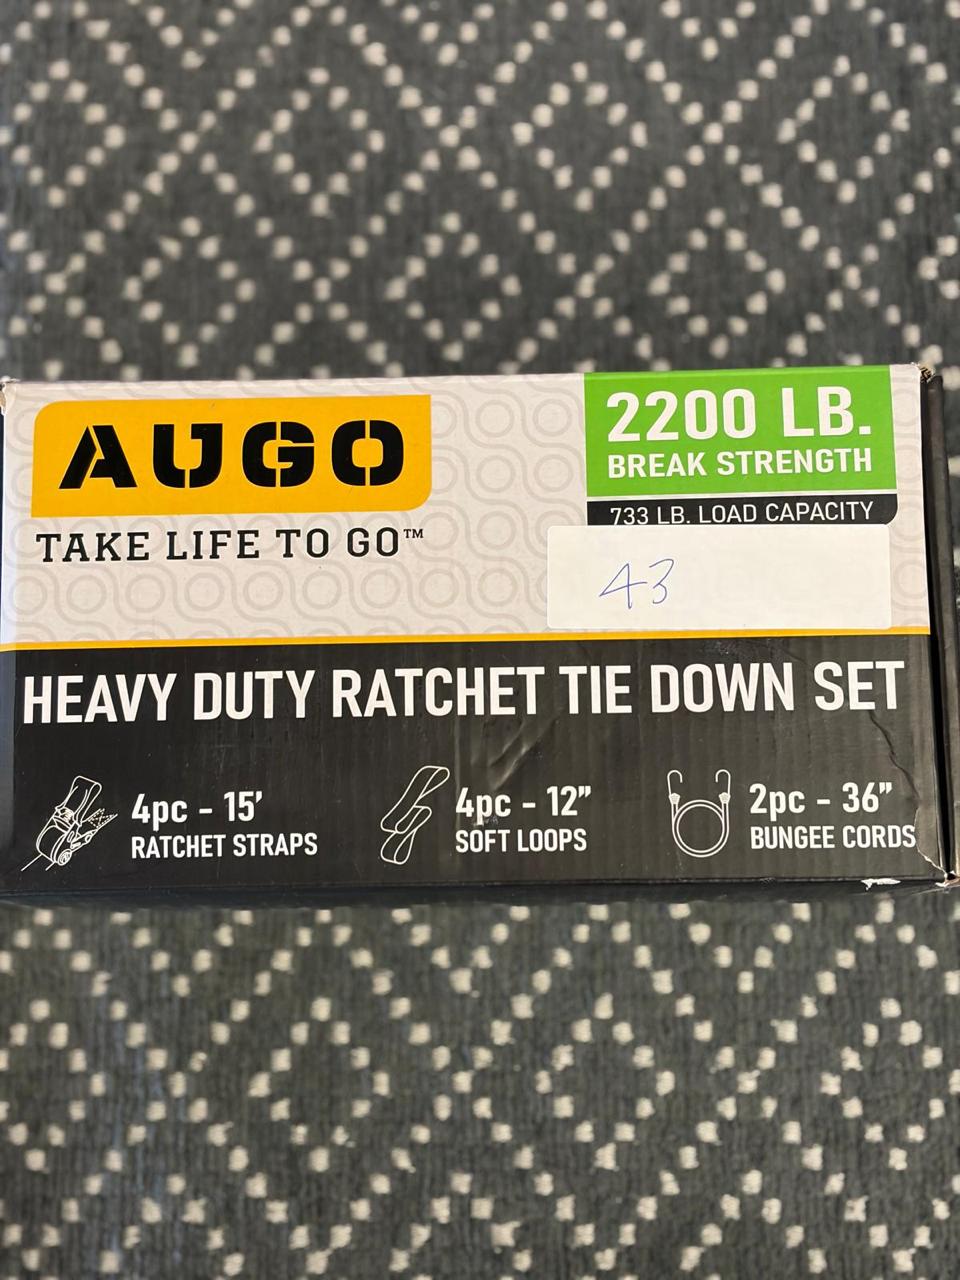 AUGO
TAKE LIFE TO GO™
2200 LB.
BREAK STRENGTH
733 LB. LOAD CAPACITY
43
HEAVY DUTY RATCHET TIE DOWN SET
4pc - 15’
RATCHET STRAPS
4pc - 12”
SOFT LOOPS
2pc - 36”
BUNGEE CORDS